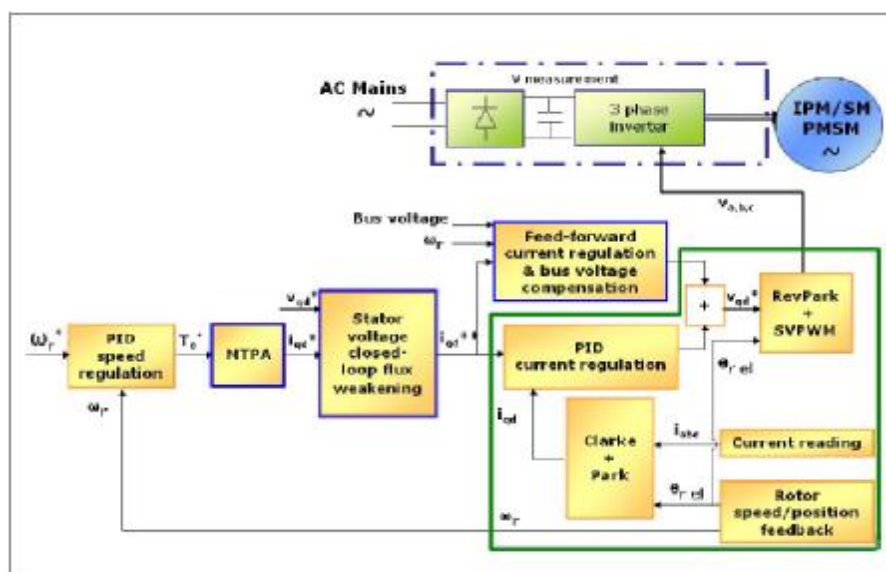 V measurement
AC Mains
~
3 phase
inverter
IPM/SM
PMSM
~
v a,b,c
Bus voltage
ωr
Feed-forward
current regulation
& bus voltage
compensation
vqd*
Stator
voltage
closed-
loop flux
weakening
iqd*
iqd**
+
vqd*
RevPark
+
SVPWM
ωr*
PID
speed
regulation
Te*
MTPA
PID
current regulation
θr el
ωr
iqd
Clarke
+
Park
iabc
Current reading
θr el
Rotor
speed/position
feedback
ωr